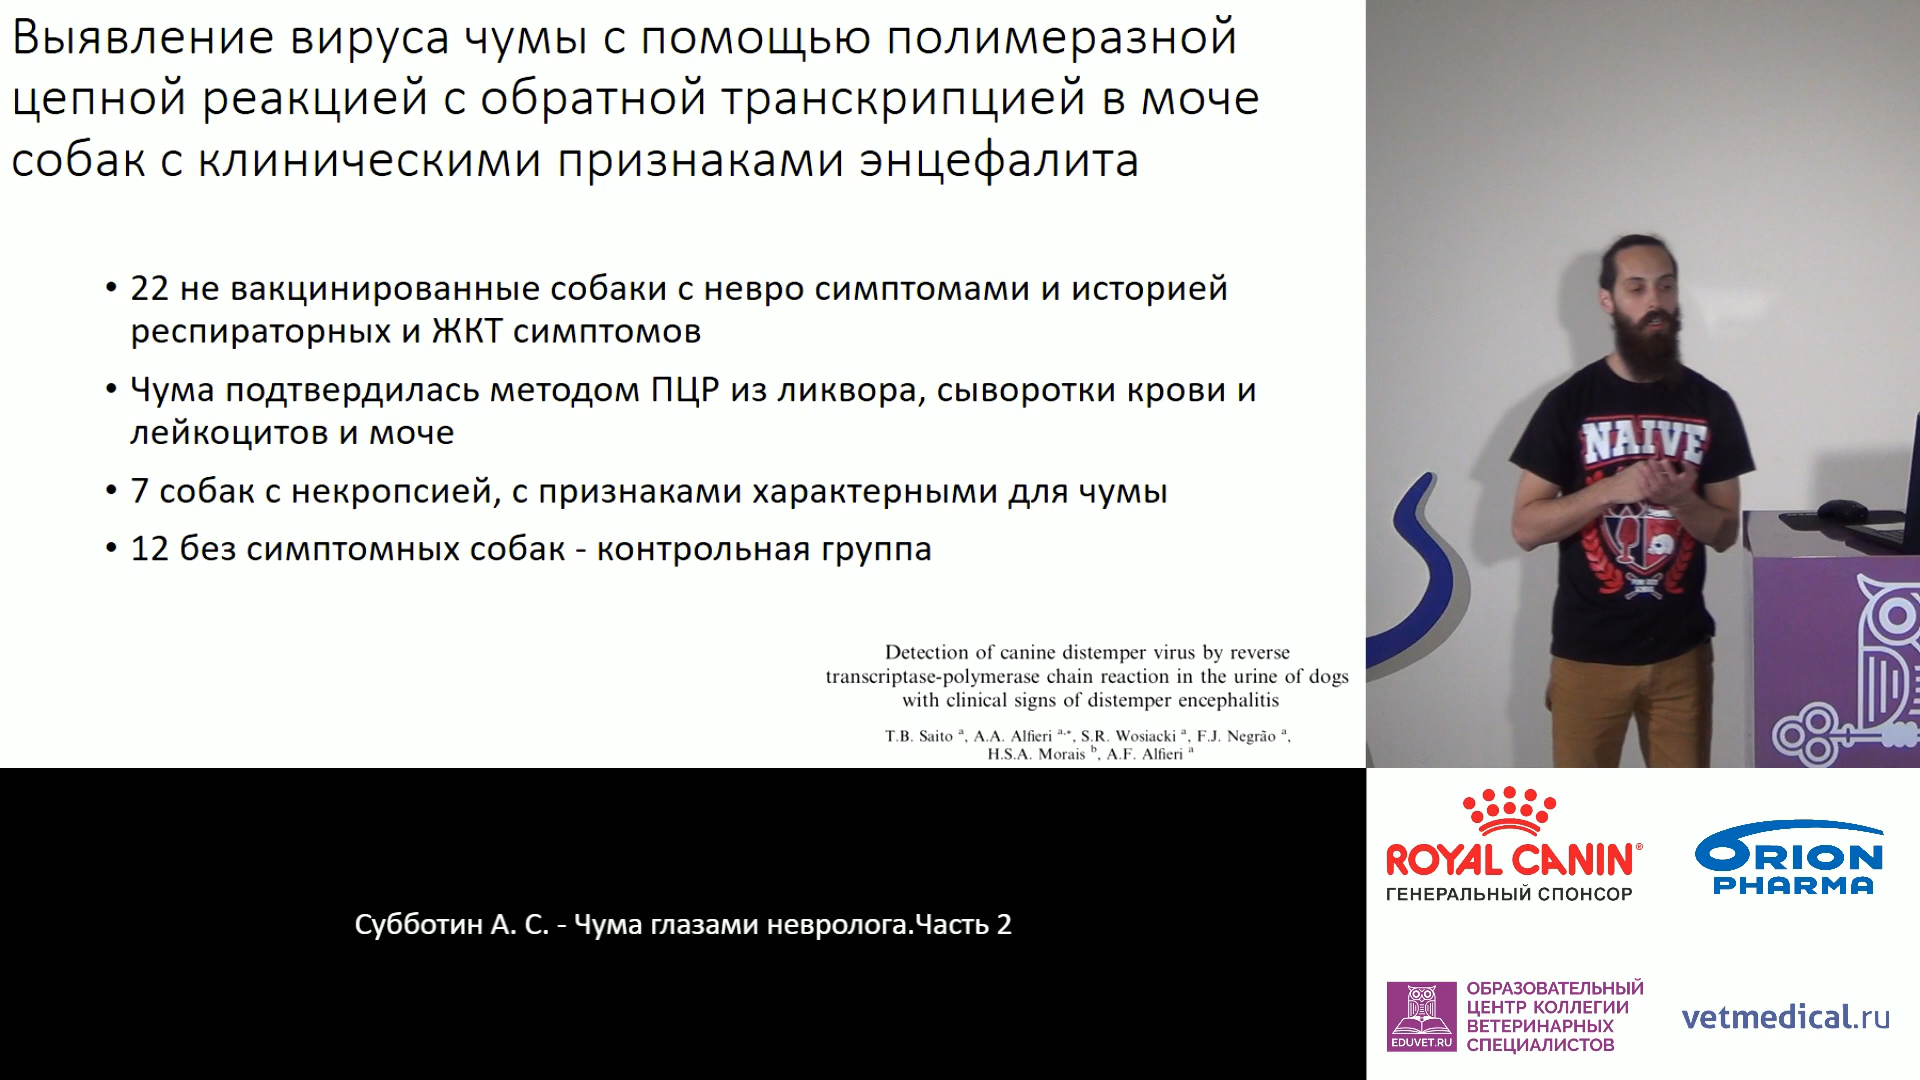 Выявление вируса чумы с помощью полимеразной
цепной реакцией с обратной транскрипцией в моче
собак с клиническими признаками энцефалита
• 22 не вакцинированные собаки с невро симптомами и историей
респираторных и ЖКТ симптомов
• Чума подтвердилась методом ПЦР из ликвора, сыворотки крови и
лейкоцитов и моче
• 7 собак с некропсией, с признаками характерными для чумы
• 12 без симптомных собак - контрольная группа
Detection of canine distemper virus by reverse
transcriptase-polymerase chain reaction in the urine of dogs
with clinical signs of distemper encephalitis
T.B. Saito a, A.A. Alfieri a,*, S.R. Wosiacki a, F.J. Negrão a,
H.S.A. Morais b, A.F. Alfieri a
NAIVE
Субботин А. С. - Чума глазами невролога.Часть 2
ROYAL CANIN®
ГЕНЕРАЛЬНЫЙ СПОНСОР
ORION
PHARMA
EDUVET.RU
ОБРАЗОВАТЕЛЬНЫЙ
ЦЕНТР КОЛЛЕГИИ
ВЕТЕРИНАРНЫХ
СПЕЦИАЛИСТОВ
vetmedical.ru